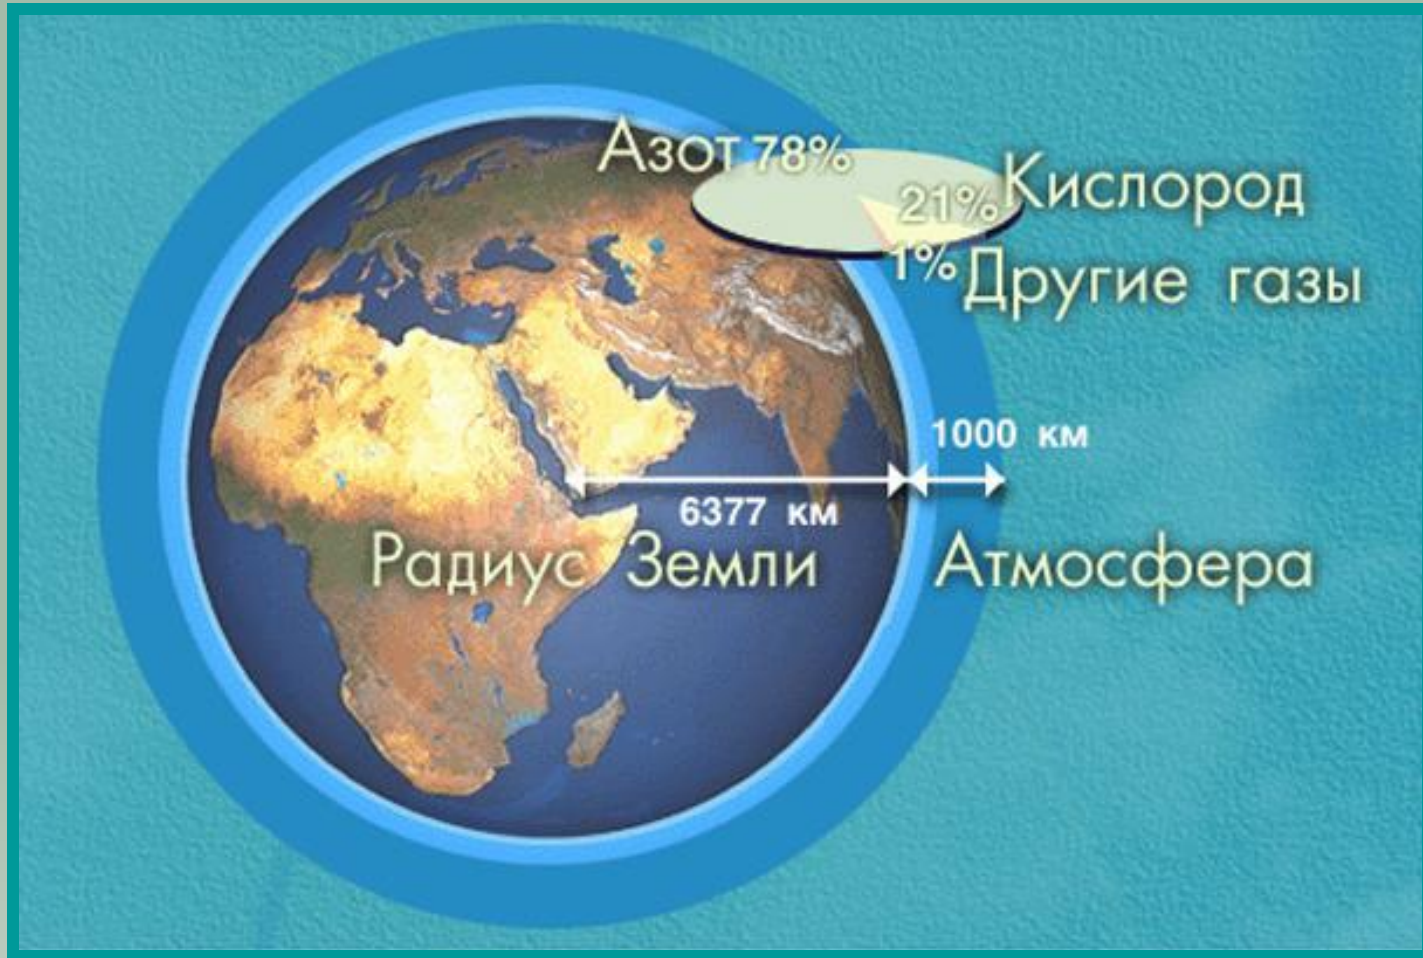 Азот 78%
21% Кислород
1% Другие газы
1000 км
6377 км
Радиус Земли
Атмосфера